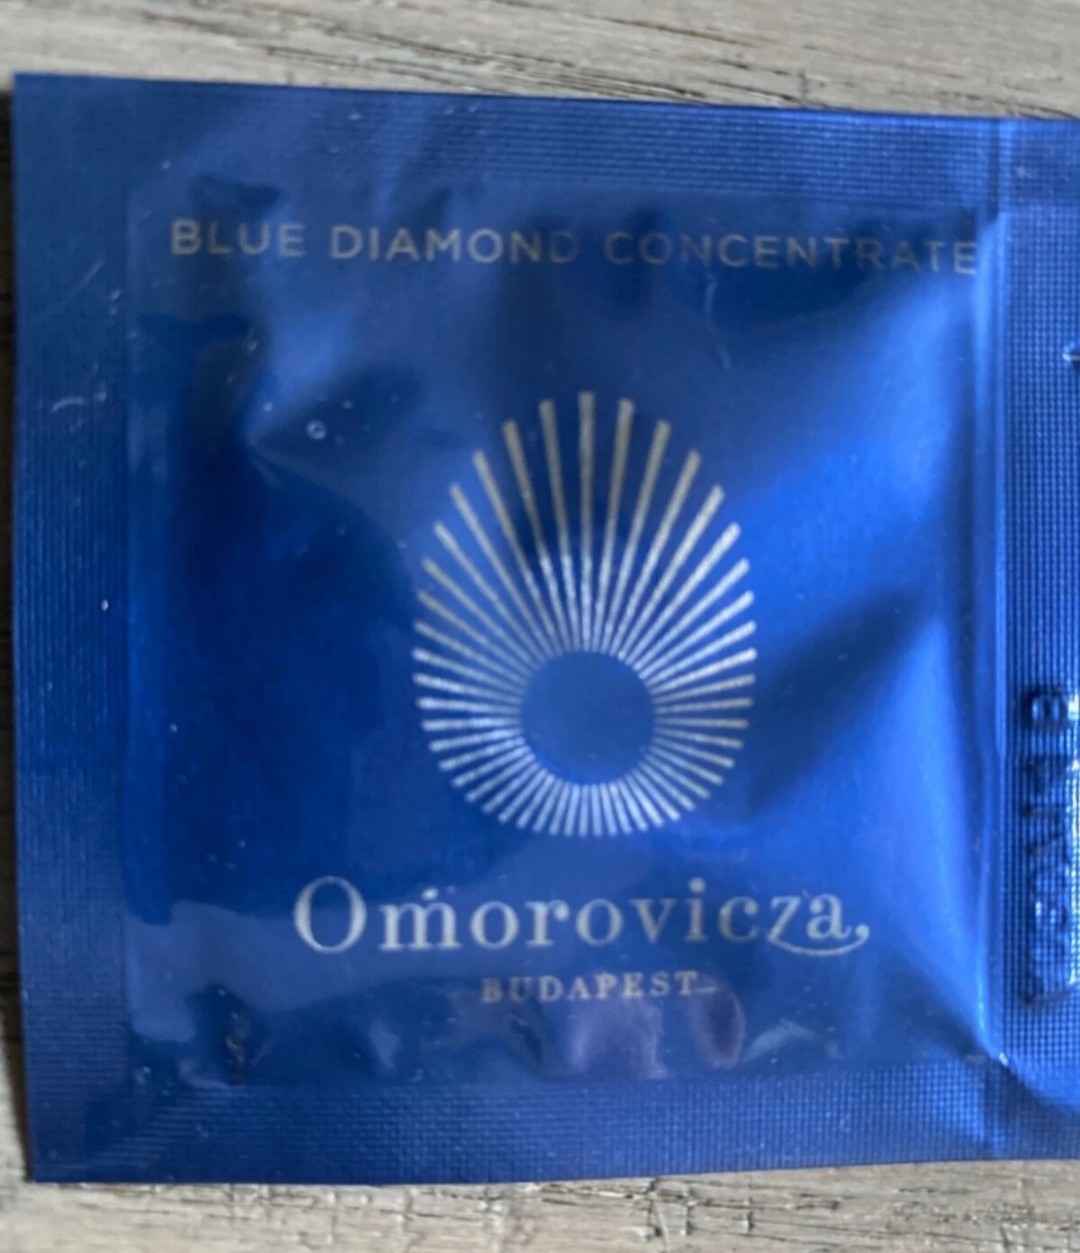 BLUE DIAMOND CONCENTRATE
Omorovicza
BUDAPEST